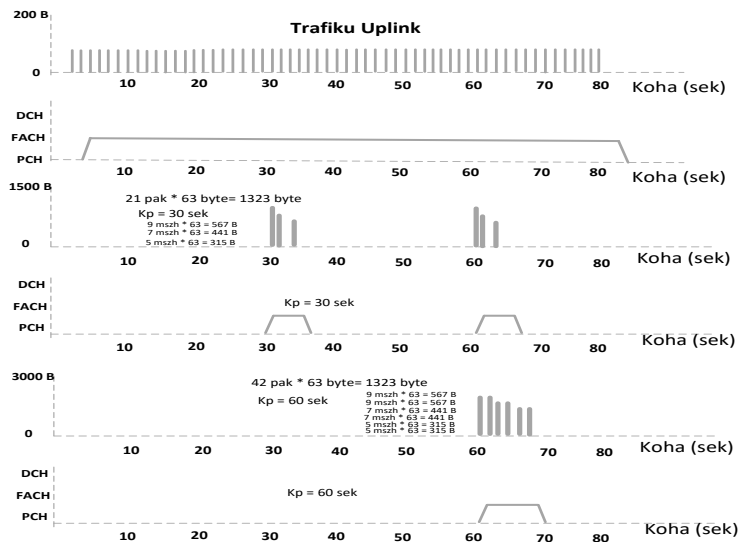 200 B
Trafiku Uplink
0
10 20 30 40 50 60 70 80 Koha (sek)
DCH
FACH
PCH
10 20 30 40 50 60 70 80 Koha (sek)
1500 B
21 pak * 63 byte= 1323 byte
Kp = 30 sek
9 mszh * 63 = 567 B
7 mszh * 63 = 441 B
5 mszh * 63 = 315 B
0
10 20 30 40 50 60 70 80 Koha (sek)
DCH
FACH
Kp = 30 sek
PCH
10 20 30 40 50 60 70 80 Koha (sek)
3000 B
42 pak * 63 byte= 1323 byte
Kp = 60 sek
9 mszh * 63 = 567 B
9 mszh * 63 = 567 B
7 mszh * 63 = 441 B
7 mszh * 63 = 441 B
5 mszh * 63 = 315 B
5 mszh * 63 = 315 B
0
10 20 30 40 50 60 70 80 Koha (sek)
DCH
FACH
Kp = 60 sek
PCH
10 20 30 40 50 60 70 80 Koha (sek)